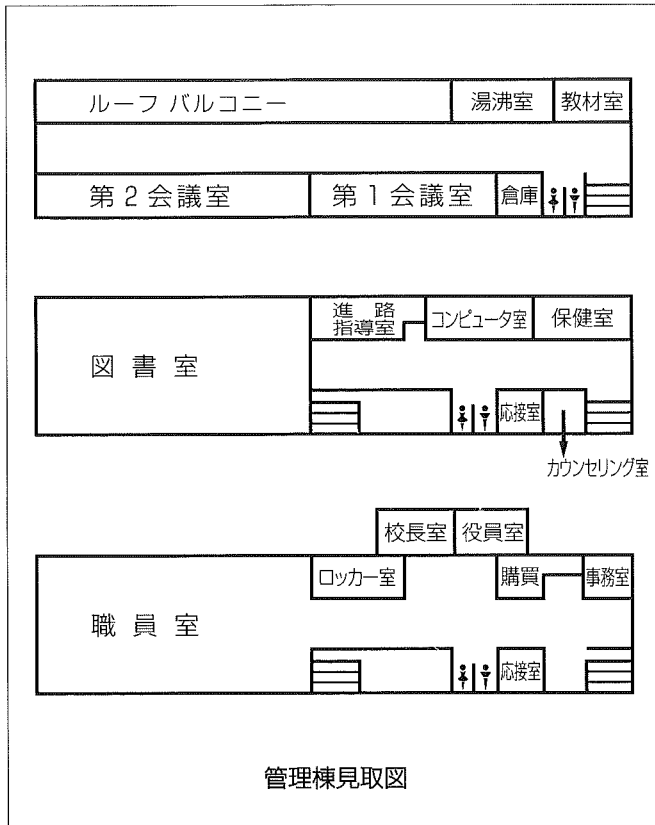 ルーフ バルコニー 湯沸室 教材室
第2会議室 第1会議室 倉庫
図書室
進路
指導室
コンピュータ室
保健室
応接室
カウンセリング室
校長室 役員室
ロッカー室 購買 事務室
職員室
応接室
管理棟見取図